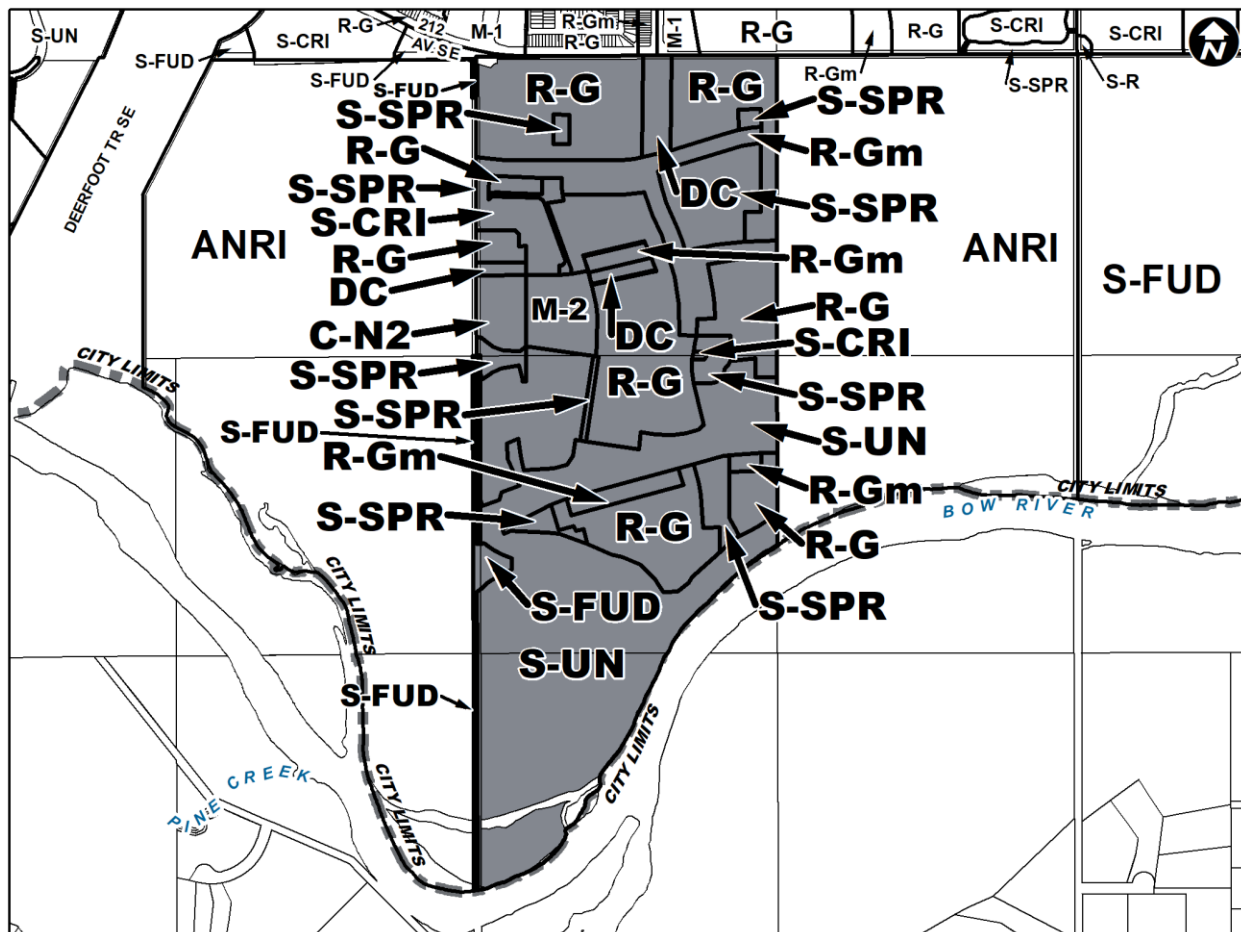 S-UN
S-FUD
R-G
S-CRI
212
AV SE
M-1
R-Gm
R-G
M-1
R-G
R-Gm
R-G
S-CRI
S-CRI
N
S-FUD
S-FUD
R-Gm
S-SPR
S-R
DEERFOOT TR SE
R-G
R-G
S-SPR
S-SPR
R-G
R-Gm
S-SPR
DC
S-SPR
S-CRI
ANRI
ANRI
R-G
R-Gm
S-FUD
DC
M-2
R-G
C-N2
DC
S-CRI
CITY LIMITS
S-SPR
R-G
S-SPR
S-SPR
S-FUD
S-UN
R-Gm
R-Gm
CITY LIMITS
BOW RIVER
S-SPR
R-G
R-G
S-FUD
S-SPR
CITY LIMITS
S-UN
S-FUD
CITY LIMITS
CITY LIMITS
PINE CREEK